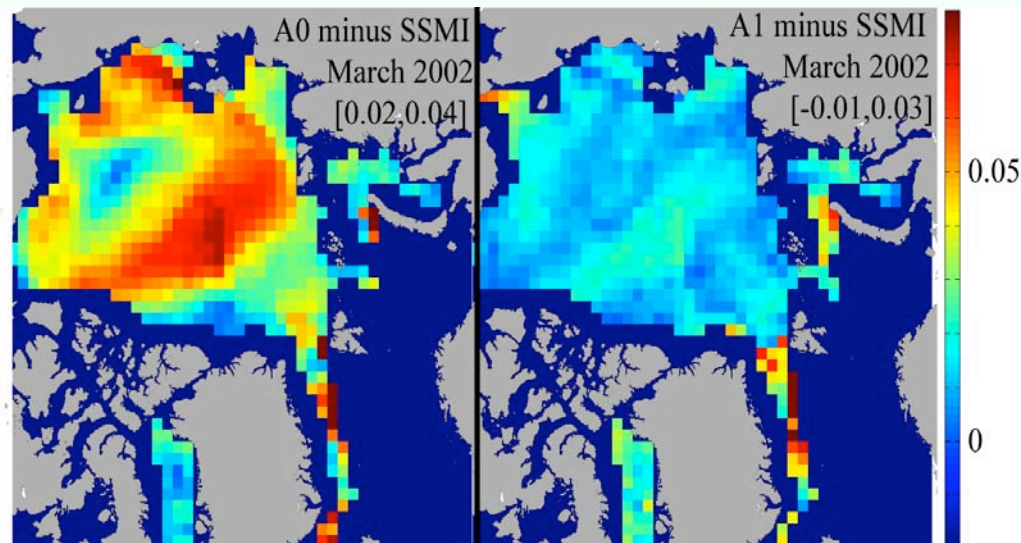 A0 minus SSMI
March 2002
[0.02,0.04]
A1 minus SSMI
March 2002
[-0.01,0.03]
0.05
0